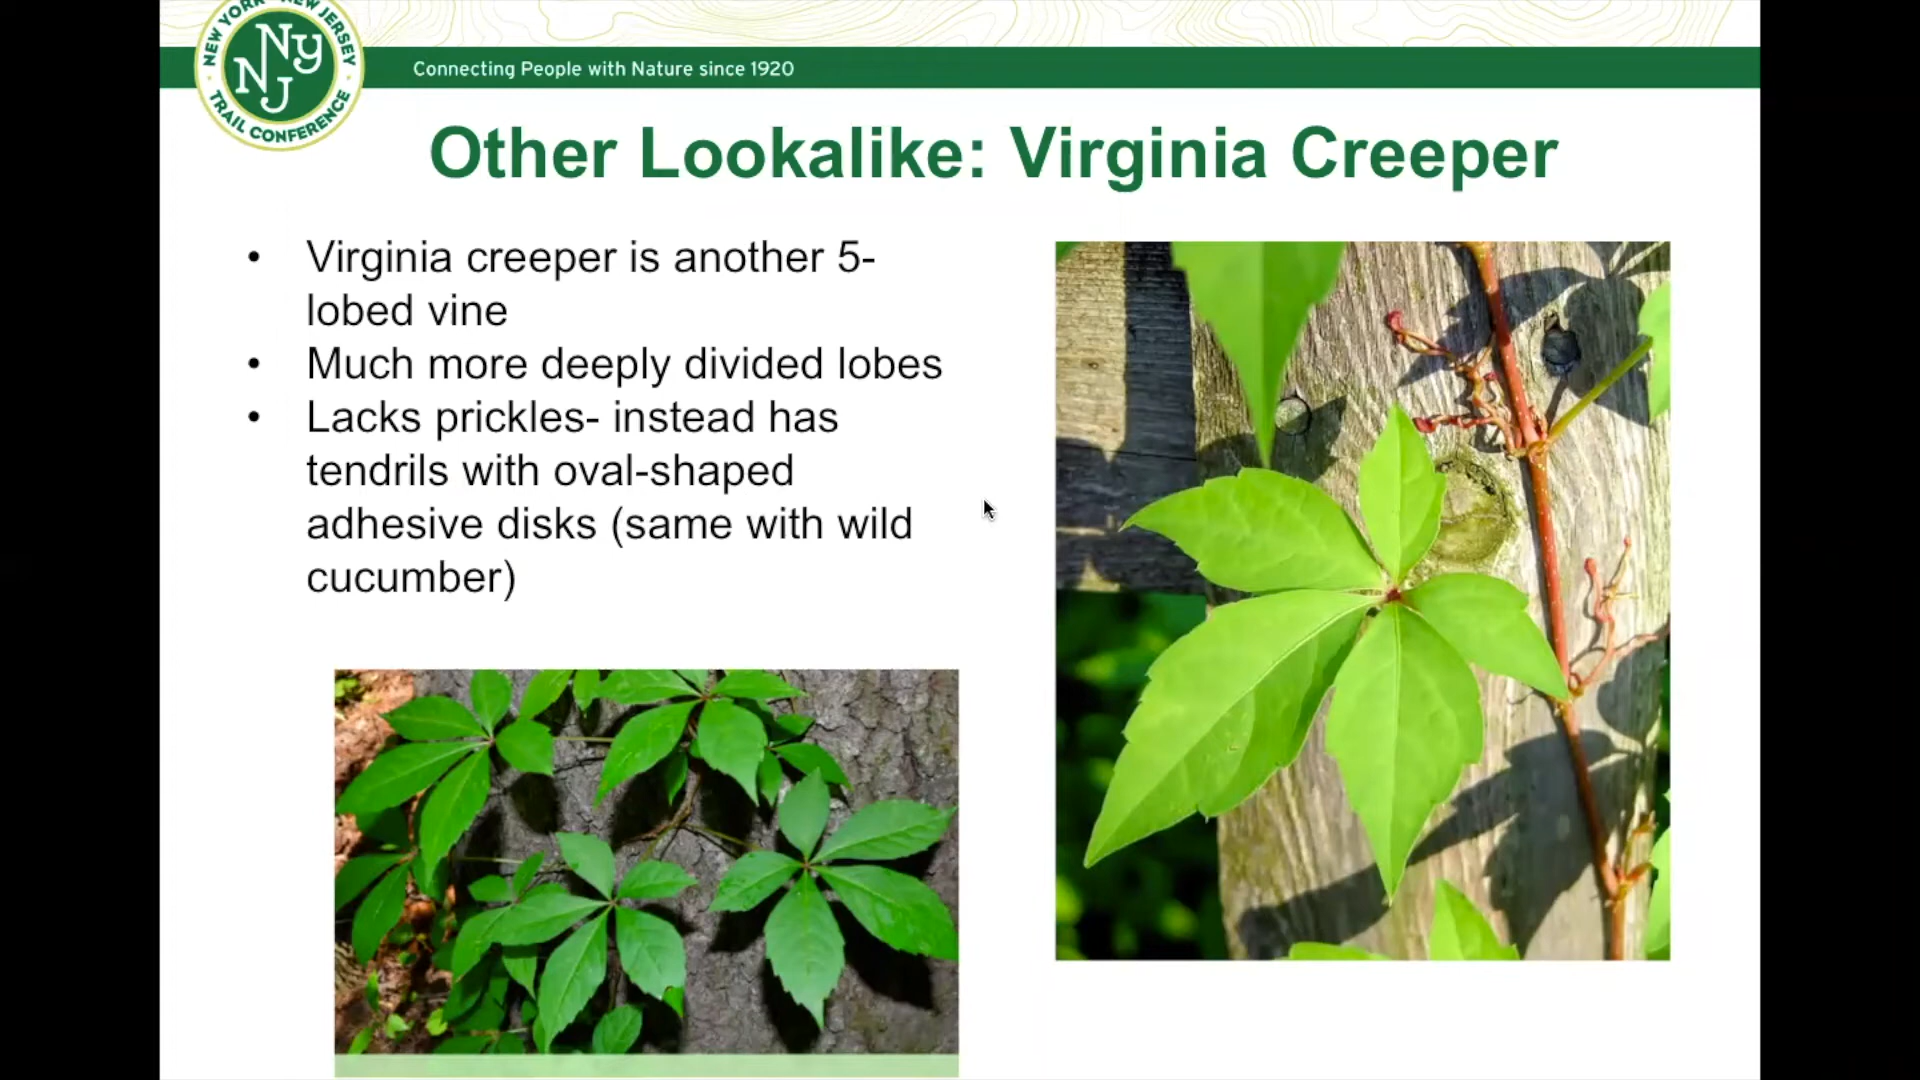 NEW YORK - NEW JERSEY
NY
NJ
TRAIL CONFERENCE
Connecting People with Nature since 1920
Other Lookalike: Virginia Creeper
• Virginia creeper is another 5-
lobed vine
• Much more deeply divided lobes
• Lacks prickles- instead has
tendrils with oval-shaped
adhesive disks (same with wild
cucumber)